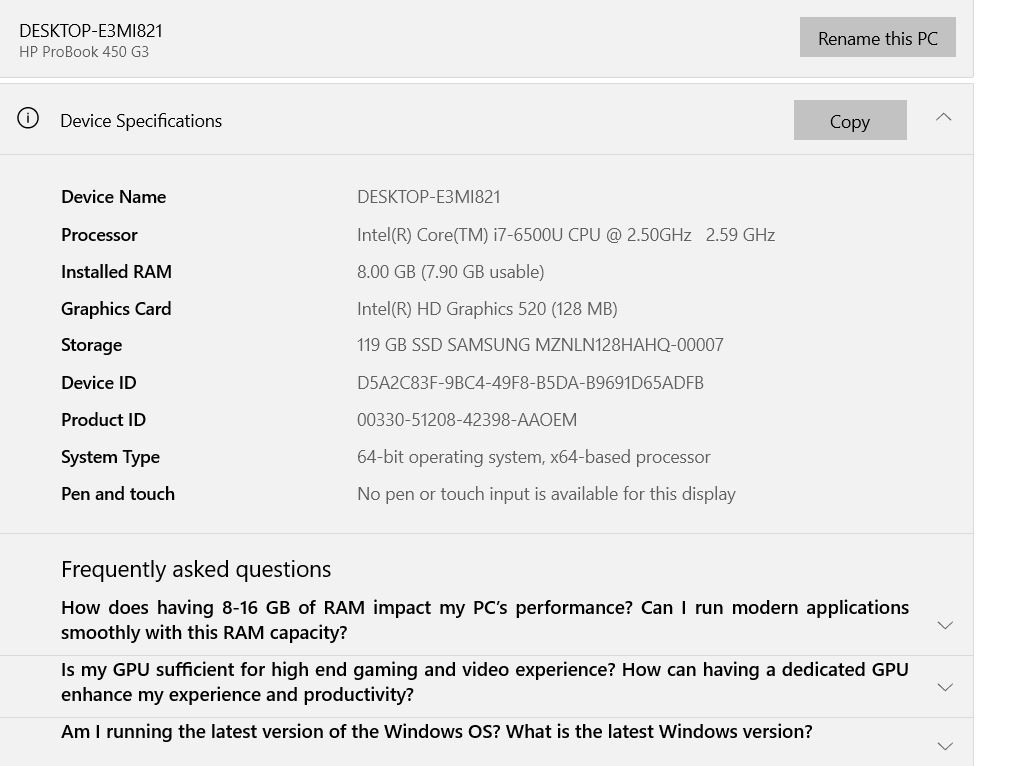 DESKTOP-E3MI821
HP ProBook 450 G3
Rename this PC
Device Specifications
Copy
Device Name DESKTOP-E3MI821
Processor Intel(R) Core(TM) i7-6500U CPU @ 2.50GHz 2.59 GHz
Installed RAM 8.00 GB (7.90 GB usable)
Graphics Card Intel(R) HD Graphics 520 (128 MB)
Storage 119 GB SSD SAMSUNG MZNLN128HAHQ-00007
Device ID D5A2C83F-9BC4-49F8-B5DA-B9691D65ADFB
Product ID 00330-51208-42398-AAOEM
System Type 64-bit operating system, x64-based processor
Pen and touch No pen or touch input is available for this display
Frequently asked questions
How does having 8-16 GB of RAM impact my PC's performance? Can I run modern applications
smoothly with this RAM capacity?
Is my GPU sufficient for high end gaming and video experience? How can having a dedicated GPU
enhance my experience and productivity?
Am I running the latest version of the Windows OS? What is the latest Windows version?